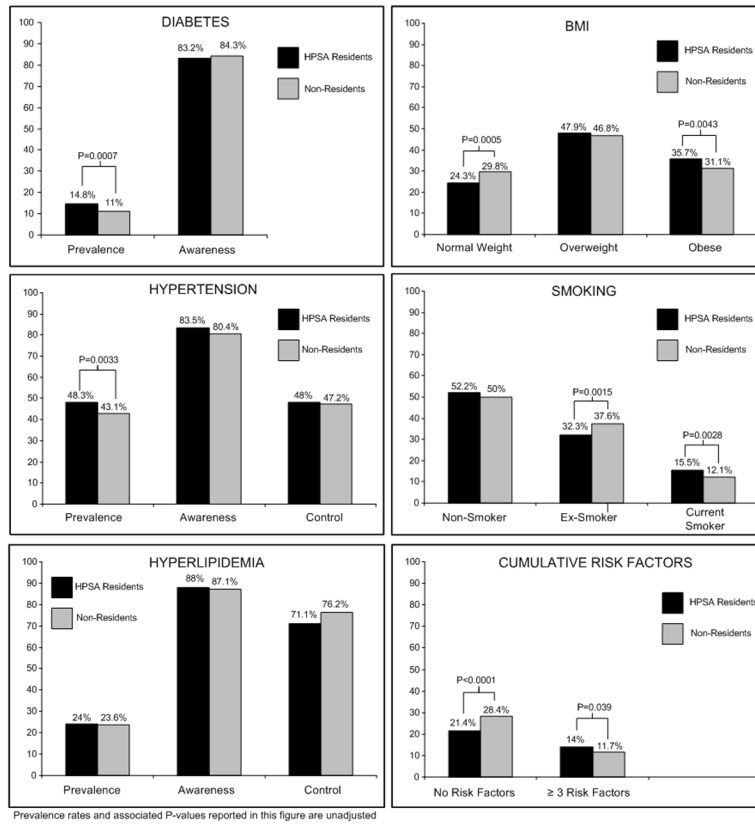 DIABETES
100
90
80
70
60
50
40
30
20
10
0
83.2% 84.3%
HPSA Residents
Non-Residents
P=0.0007
14.8% 11%
Prevalence Awareness
BMI
100
90
80
70
60
50
40
30
20
10
0
HPSA Residents
Non-Residents
P=0.0005
24.3% 29.8%
47.9% 46.8%
P=0.0043
35.7% 31.1%
Normal Weight Overweight Obese
HYPERTENSION
100
90
80
70
60
50
40
30
20
10
0
83.5% 80.4%
HPSA Residents
Non-Residents
P=0.0033
48.3% 43.1%
48% 47.2%
Prevalence Awareness Control
SMOKING
100
90
80
70
60
50
40
30
20
10
0
HPSA Residents
Non-Residents
52.2% 50%
P=0.0015
32.3% 37.6%
P=0.0028
15.5% 12.1%
Non-Smoker Ex-Smoker Current
Smoker
HYPERLIPIDEMIA
100
90
80
70
60
50
40
30
20
10
0
HPSA Residents
Non-Residents
88% 87.1%
71.1% 76.2%
24% 23.6%
Prevalence Awareness Control
CUMULATIVE RISK FACTORS
100
90
80
70
60
50
40
30
20
10
0
HPSA Residents
Non-Residents
P<0.0001
21.4% 28.4%
P=0.039
14% 11.7%
No Risk Factors ≥ 3 Risk Factors
Prevalence rates and associated P-values reported in this figure are unadjusted